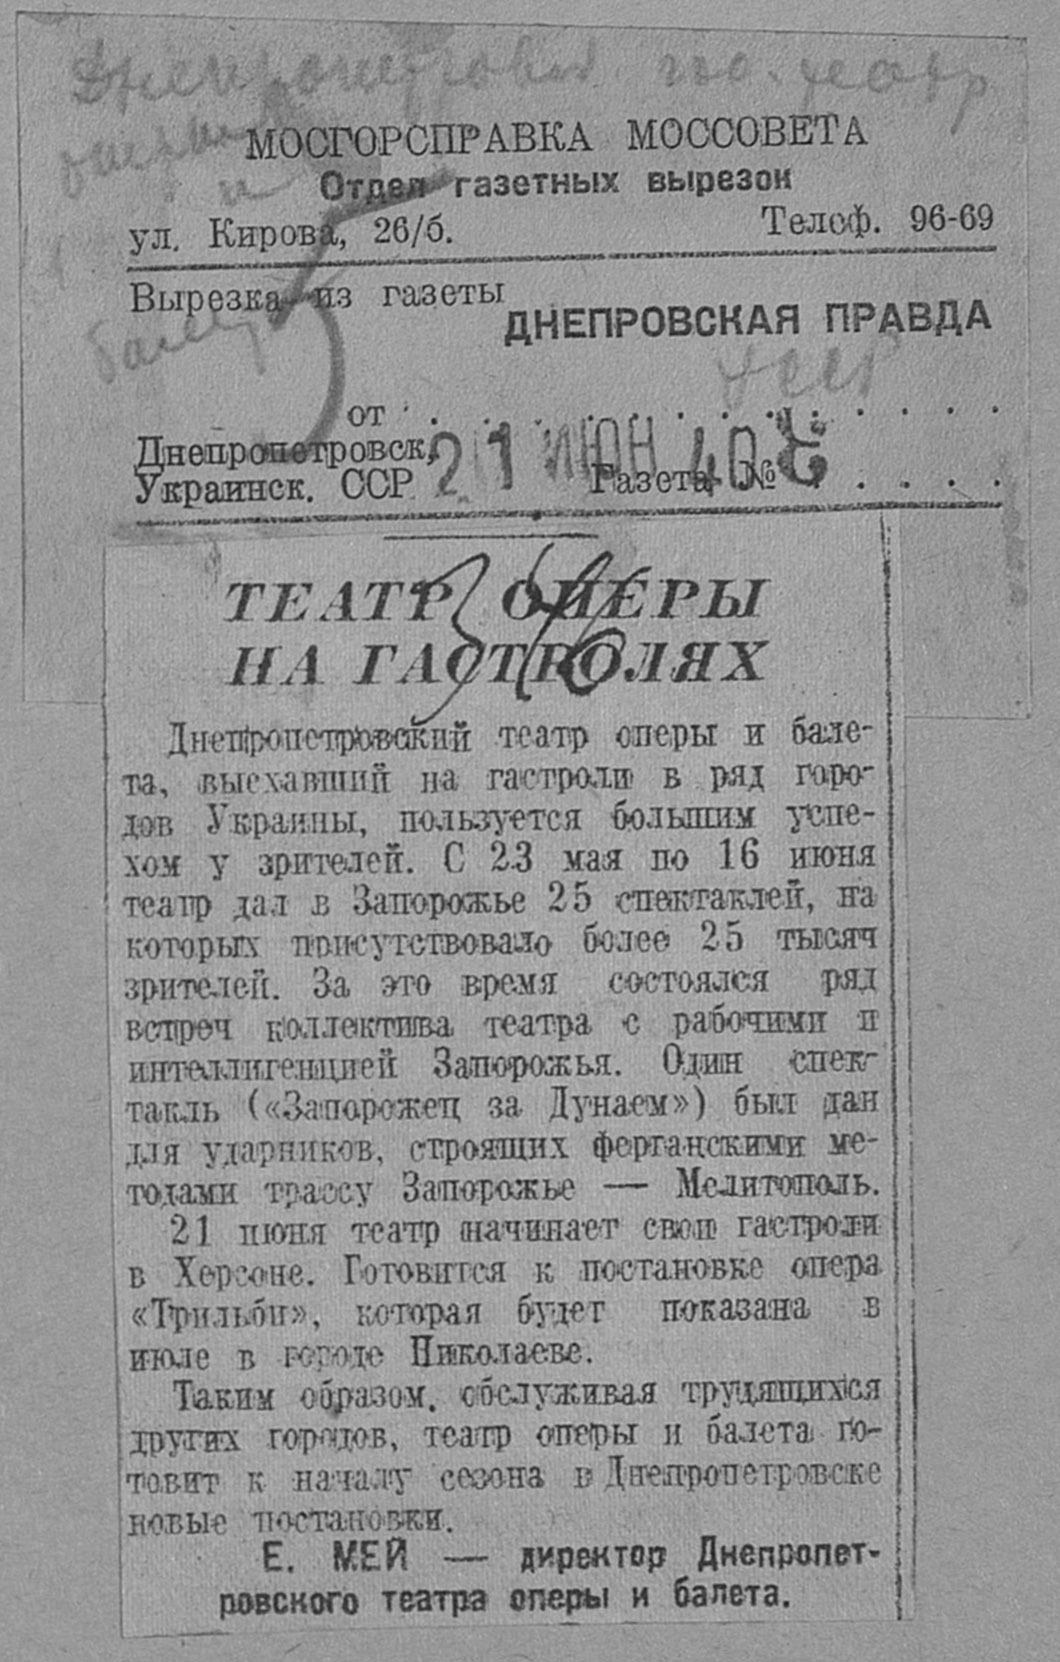 Днепропетровск гос. театр
оперы
и
балета
МОСГОРСПРАВКА МОССОВЕТА
Отдел газетных вырезок
ул. Кирова, 26/б. Телеф. 96-69
Вырезка из газеты
ДНЕПРОВСКАЯ ПРАВДА
УССР
от
Днепропетровск,
Украинск. ССР
21 ИЮН 40
Газета №
ТЕАТР ОПЕРЫ
НА ГАСТРОЛЯХ
Днепропетровский театр оперы и бале-
та, выехавший на гастроли в ряд горо-
дов Украины, пользуется большим успе-
хом у зрителей. С 23 мая по 16 июня
театр дал в Запорожье 25 спектаклей, на
которых присутствовало более 25 тысяч
зрителей. За это время состоялся ряд
встреч коллектива театра с рабочими и
интеллигенцией Запорожья. Один спек-
такль («Запорожец за Дунаем») был дан
для ударников, строящих ферганскими ме-
тодами трассу Запорожье — Мелитополь.
21 июня театр начинает свои гастроли
в Херсоне. Готовится к постановке опера
«Трильби», которая будет показана в
июле в городе Николаеве.
Таким образом, обслуживая трудящихся
других городов, театр оперы и балета го-
товит к началу сезона в Днепропетровске
новые постановки.
Е. МЕЙ — директор Днепропет-
ровского театра оперы и балета.